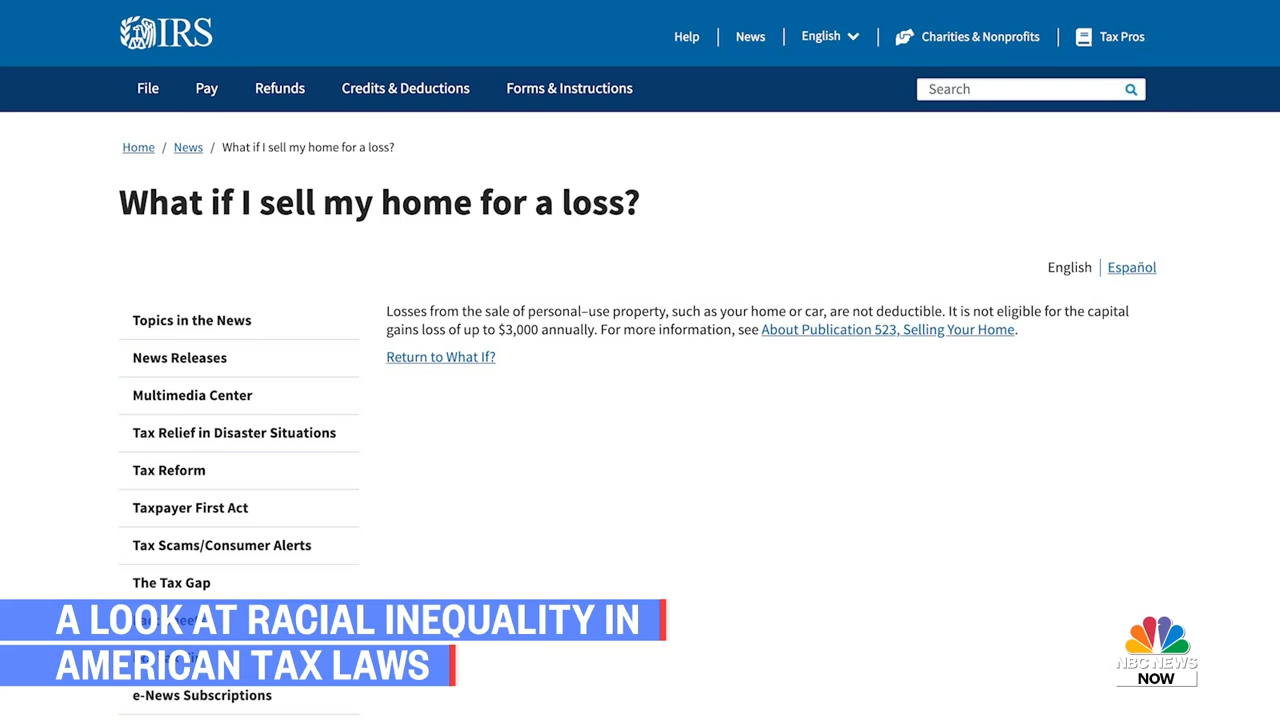 IRS
Help
News
English
Charities & Nonprofits
Tax Pros
File
Pay
Refunds
Credits & Deductions
Forms & Instructions
Search
Home / News / What if I sell my home for a loss?
What if I sell my home for a loss?
English
Español
Topics in the News
News Releases
Multimedia Center
Tax Relief in Disaster Situations
Tax Reform
Taxpayer First Act
Tax Scams/Consumer Alerts
The Tax Gap
e-News Subscriptions
Losses from the sale of personal–use property, such as your home or car, are not deductible. It is not eligible for the capital
gains loss of up to $3,000 annually. For more information, see About Publication 523, Selling Your Home.
Return to What If?
A LOOK AT RACIAL INEQUALITY IN
AMERICAN TAX LAWS
NBC NEWS
NOW